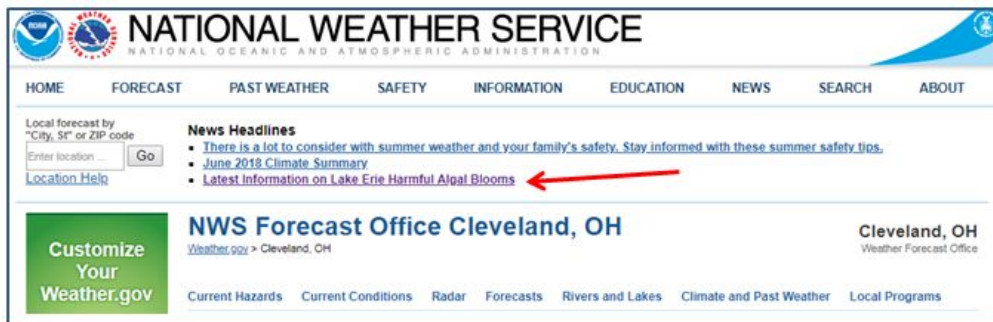 NOAA
NATIONAL WEATHER SERVICE
NATIONAL OCEANIC AND ATMOSPHERIC ADMINISTRATION
HOME FORECAST PAST WEATHER SAFETY INFORMATION EDUCATION NEWS SEARCH ABOUT
Local forecast by
"City, St" or ZIP code
Enter location ...
Go
Location Help
News Headlines
There is a lot to consider with summer weather and your family's safety. Stay informed with these summer safety tips.
June 2018 Climate Summary
Latest Information on Lake Erie Harmful Algal Blooms
Customize
Your
Weather.gov
NWS Forecast Office Cleveland, OH
Weather.gov > Cleveland, OH
Cleveland, OH
Weather Forecast Office
Current Hazards Current Conditions Radar Forecasts Rivers and Lakes Climate and Past Weather Local Programs